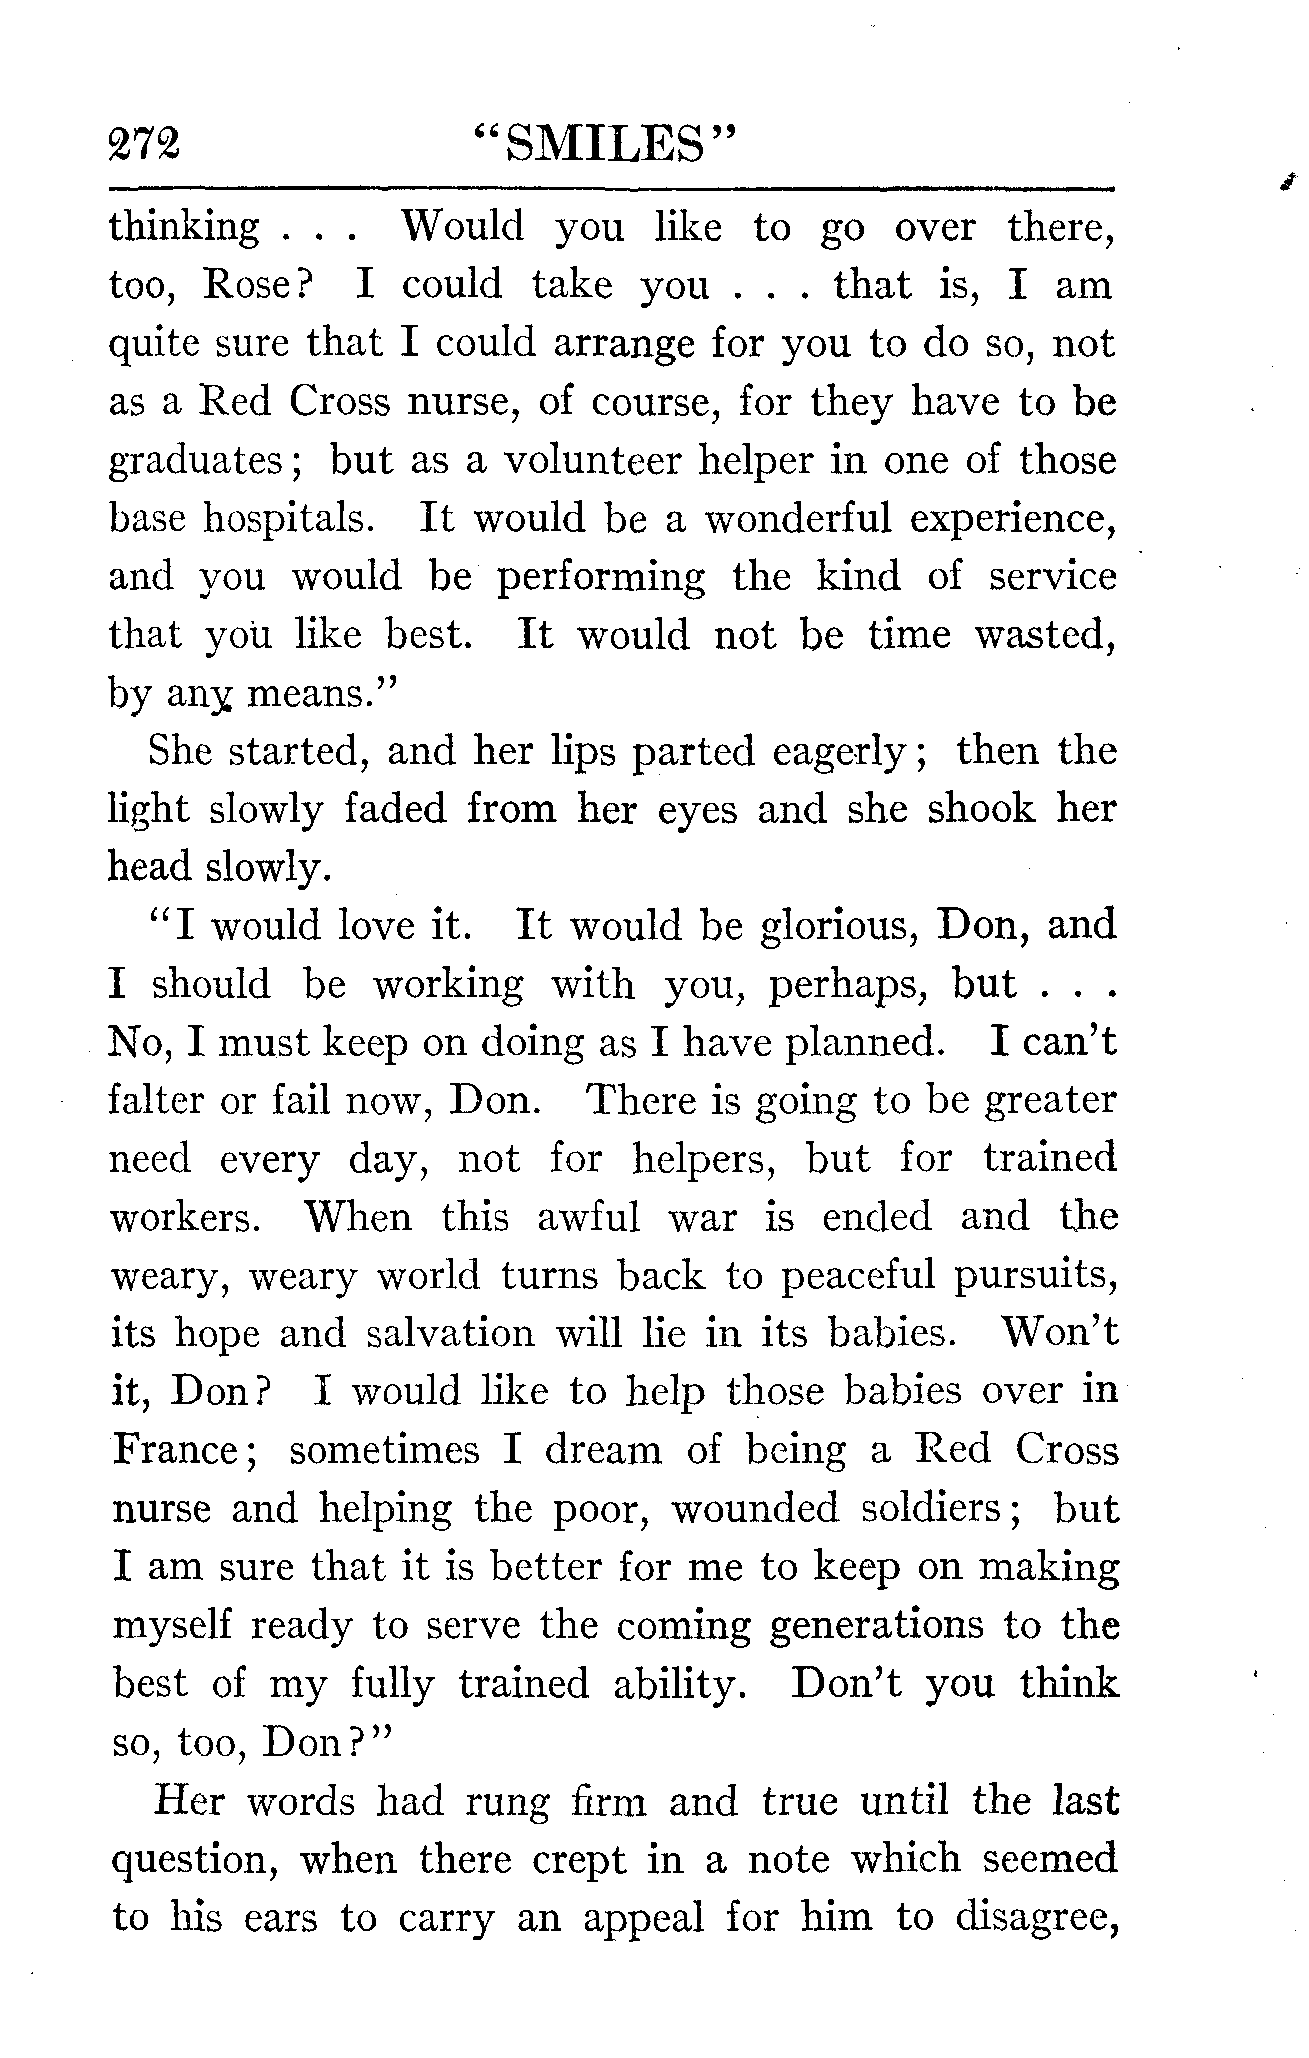 272 "SMILES"
thinking . . . Would you like to go over there,
too, Rose? I could take you . . . that is, I am
quite sure that I could arrange for you to do so, not
as a Red Cross nurse, of course, for they have to be
graduates; but as a volunteer helper in one of those
base hospitals. It would be a wonderful experience,
and you would be performing the kind of service
that you like best. It would not be time wasted,
by any means."
She started, and her lips parted eagerly; then the
light slowly faded from her eyes and she shook her
head slowly.
"I would love it. It would be glorious, Don, and
I should be working with you, perhaps, but . . .
No, I must keep on doing as I have planned. I can't
falter or fail now, Don. There is going to be greater
need every day, not for helpers, but for trained
workers. When this awful war is ended and the
weary, weary world turns back to peaceful pursuits,
its hope and salvation will lie in its babies. Won't
it, Don? I would like to help those babies over in
France; sometimes I dream of being a Red Cross
nurse and helping the poor, wounded soldiers; but
I am sure that it is better for me to keep on making
myself ready to serve the coming generations to the
best of my fully trained ability. Don't you think
so, too, Don?"
Her words had rung firm and true until the last
question, when there crept in a note which seemed
to his ears to carry an appeal for him to disagree,